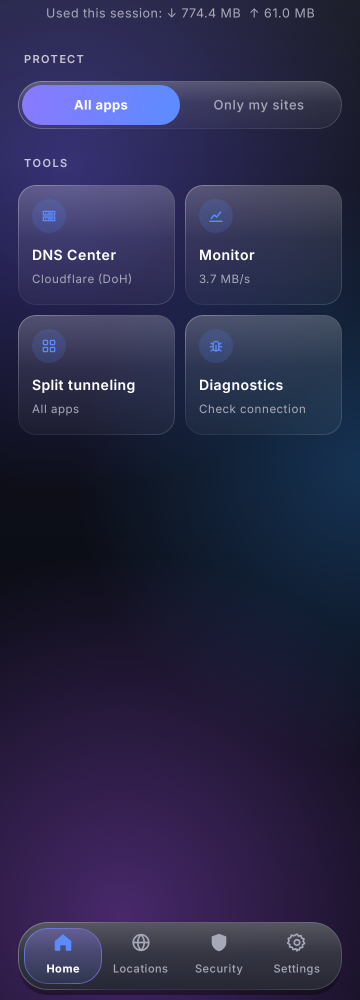 Used this session: ↓ 774.4 MB ↑ 61.0 MB
PROTECT
All apps
Only my sites
TOOLS
DNS Center
Cloudflare (DoH)
Monitor
3.7 MB/s
Split tunneling
All apps
Diagnostics
Check connection
Home
Locations
Security
Settings